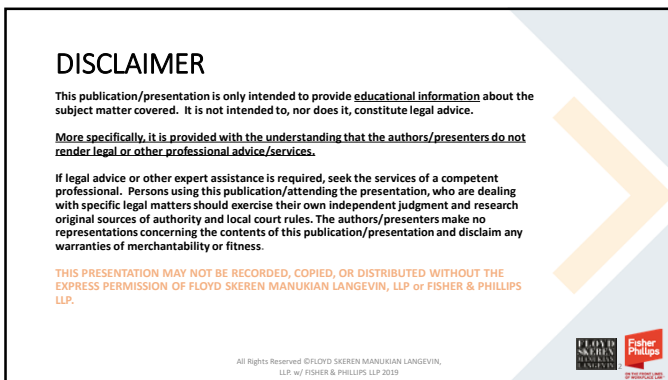 DISCLAIMER
This publication/presentation is only intended to provide educational information about the
subject matter covered. It is not intended to, nor does it, constitute legal advice.
More specifically, it is provided with the understanding that the authors/presenters do not
render legal or other professional advice/services.
If legal advice or other expert assistance is required, seek the services of a competent
professional. Persons using this publication/attending the presentation, who are dealing
with specific legal matters should exercise their own independent judgment and research
original sources of authority and local court rules. The authors/presenters make no
representations concerning the contents of this publication/presentation and disclaim any
warranties of merchantability or fitness.
THIS PRESENTATION MAY NOT BE RECORDED, COPIED, OR DISTRIBUTED WITHOUT THE
EXPRESS PERMISSION OF FLOYD SKEREN MANUKIAN LANGEVIN, LLP or FISHER & PHILLIPS
LLP.
All Rights Reserved ©FLOYD SKEREN MANUKIAN LANGEVIN,
LLP. w/ FISHER & PHILLIPS LLP 2019
FLOYD
SKEREN
MANUKIAN
LANGEVIN
2
Fisher
Phillips
ON THE FRONT LINES
OF WORKPLACE LAW